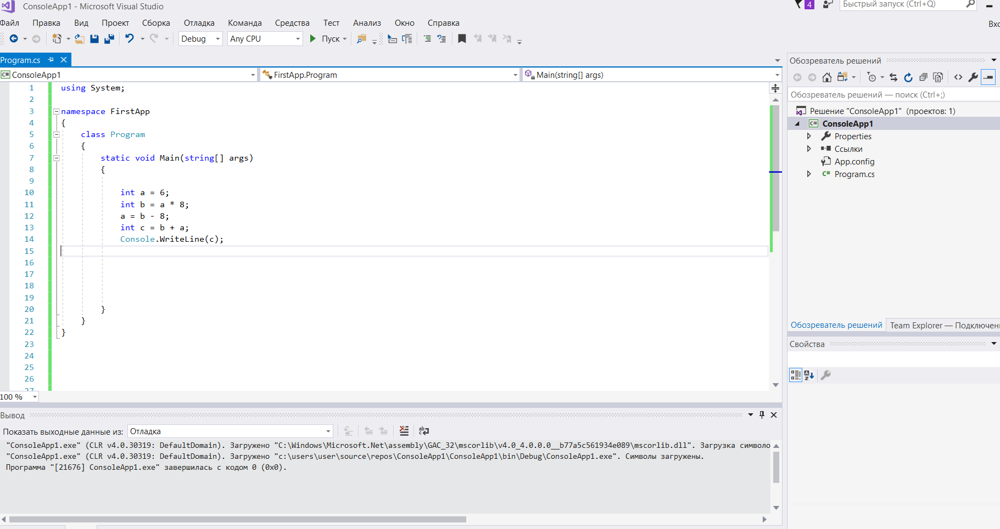 ConsoleApp1 - Microsoft Visual Studio
4
Быстрый запуск (Ctrl+Q)
Файл Правка Вид Проект Сборка Отладка Команда Средства Тест Анализ Окно Справка
Вхо
Debug Any CPU Пуск
Program.cs
ConsoleApp1 FirstApp.Program Main(string[] args)
1 using System;
2
3 namespace FirstApp
4 {
5 class Program
6 {
7 static void Main(string[] args)
8 {
9
10 int a = 6;
11 int b = a * 8;
12 a = b - 8;
13 int c = b + a;
14 Console.WriteLine(c);
15
16
17
18
19
20 }
21 }
22 }
23
24
25
26
27
100 %
Обозреватель решений
Обозреватель решений — поиск (Ctrl+;)
Решение "ConsoleApp1" (проектов: 1)
ConsoleApp1
Properties
Ссылки
App.config
Program.cs
Обозреватель решений Team Explorer — Подключен
Свойства
Вывод
Показать выходные данные из: Отладка
"ConsoleApp1.exe" (CLR v4.0.30319: DefaultDomain). Загружено "C:\Windows\Microsoft.Net\assembly\GAC_32\mscorlib\v4.0_4.0.0.0__b77a5c561934e089\mscorlib.dll". Загрузка символо
"ConsoleApp1.exe" (CLR v4.0.30319: DefaultDomain). Загружено "c:\users\user\source\repos\ConsoleApp1\ConsoleApp1\bin\Debug\ConsoleApp1.exe". Символы загружены.
Программа "[21676] ConsoleApp1.exe" завершилась с кодом 0 (0x0).